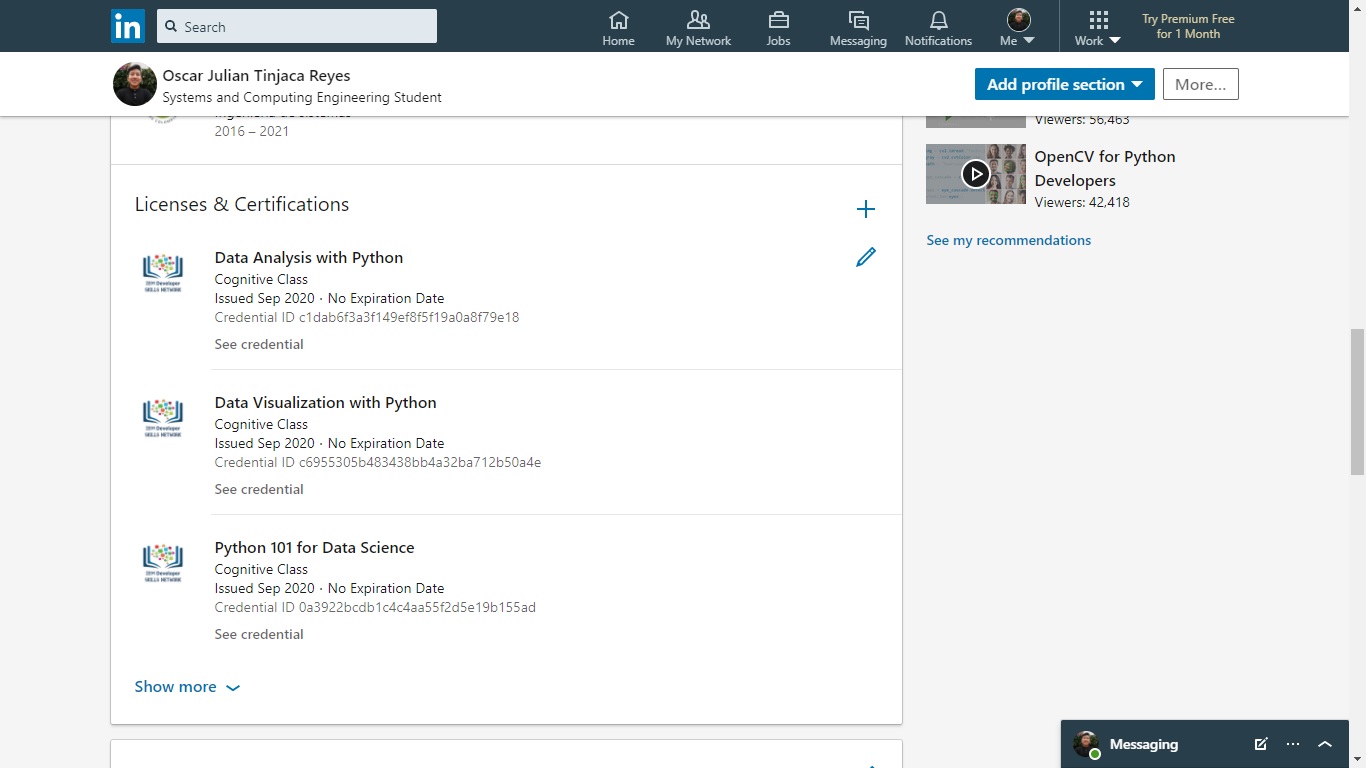 in
Search
Home
My Network
Jobs
Messaging
Notifications
Me
Work
Try Premium Free
for 1 Month
Oscar Julian Tinjaca Reyes
Systems and Computing Engineering Student
Add profile section
More...
2016 – 2021
Licenses & Certifications
Data Analysis with Python
Cognitive Class
Issued Sep 2020 · No Expiration Date
Credential ID c1dab6f3a3f149ef8f5f19a0a8f79e18
See credential
Data Visualization with Python
Cognitive Class
Issued Sep 2020 · No Expiration Date
Credential ID c6955305b483438bb4a32ba712b50a4e
See credential
Python 101 for Data Science
Cognitive Class
Issued Sep 2020 · No Expiration Date
Credential ID 0a3922bcdb1c4c4aa55f2d5e19b155ad
See credential
Show more
Viewers: 56,463
OpenCV for Python
Developers
Viewers: 42,418
See my recommendations
Messaging